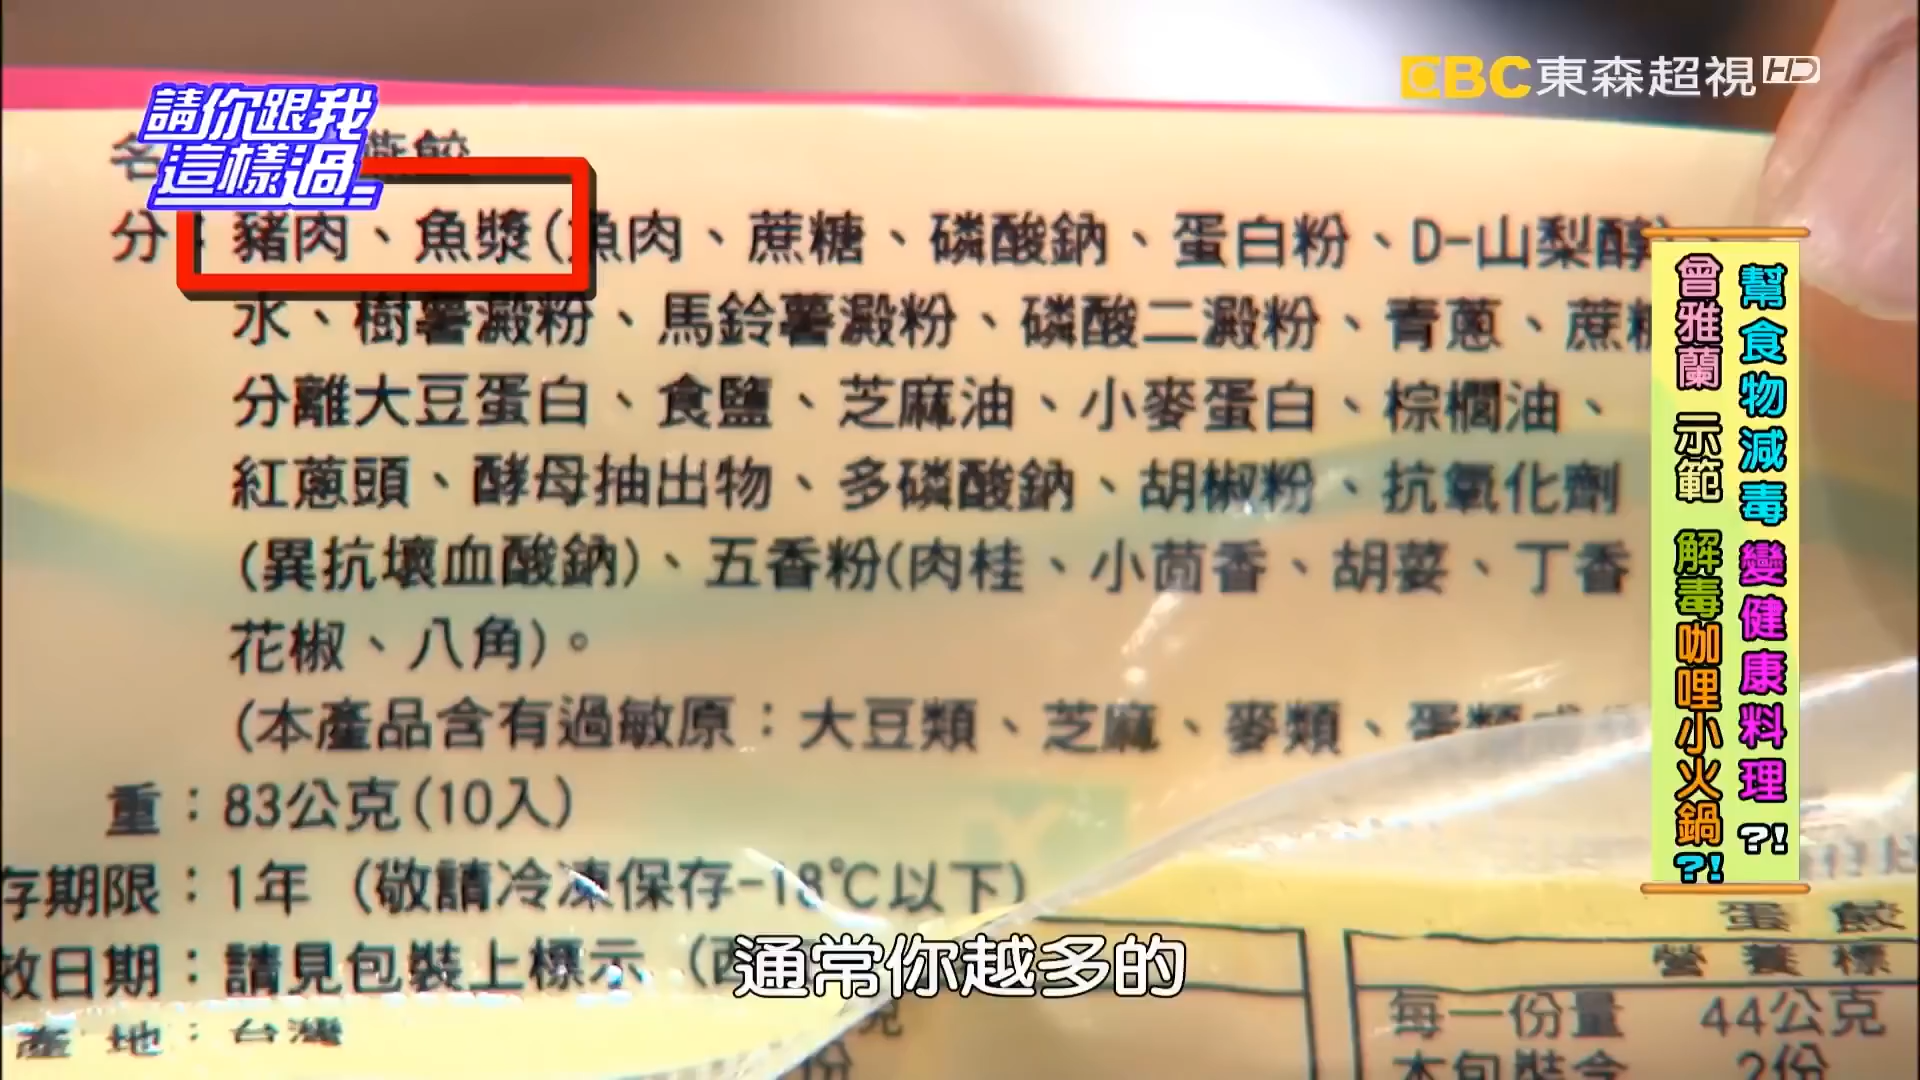 EBC東森超視HD
請你跟我
這樣過
名 燕餃
分：豬肉、魚漿(魚肉、蔗糖、磷酸鈉、蛋白粉、D-山梨醇)、
水、樹薯澱粉、馬鈴薯澱粉、磷酸二澱粉、青蔥、蔗
分離大豆蛋白、食鹽、芝麻油、小麥蛋白、棕櫚油、
紅蔥頭、酵母抽出物、多磷酸鈉、胡椒粉、抗氧化劑
(異抗壞血酸鈉)、五香粉(肉桂、小茴香、胡荽、丁香
花椒、八角)。
(本產品含有過敏原：大豆類、芝麻、麥類、蛋類
重：83公克(10入)
存期限：1年 (敬請冷凍保存-18℃以下)
效日期：請見包裝上標示 (西
產 地：台灣
蛋 餃
營 養 標
每一份量 44公克
本包裝含 2份
幫食物減毒 變健康料理?!
曾雅蘭 示範 解毒咖哩小火鍋?!
通常你越多的